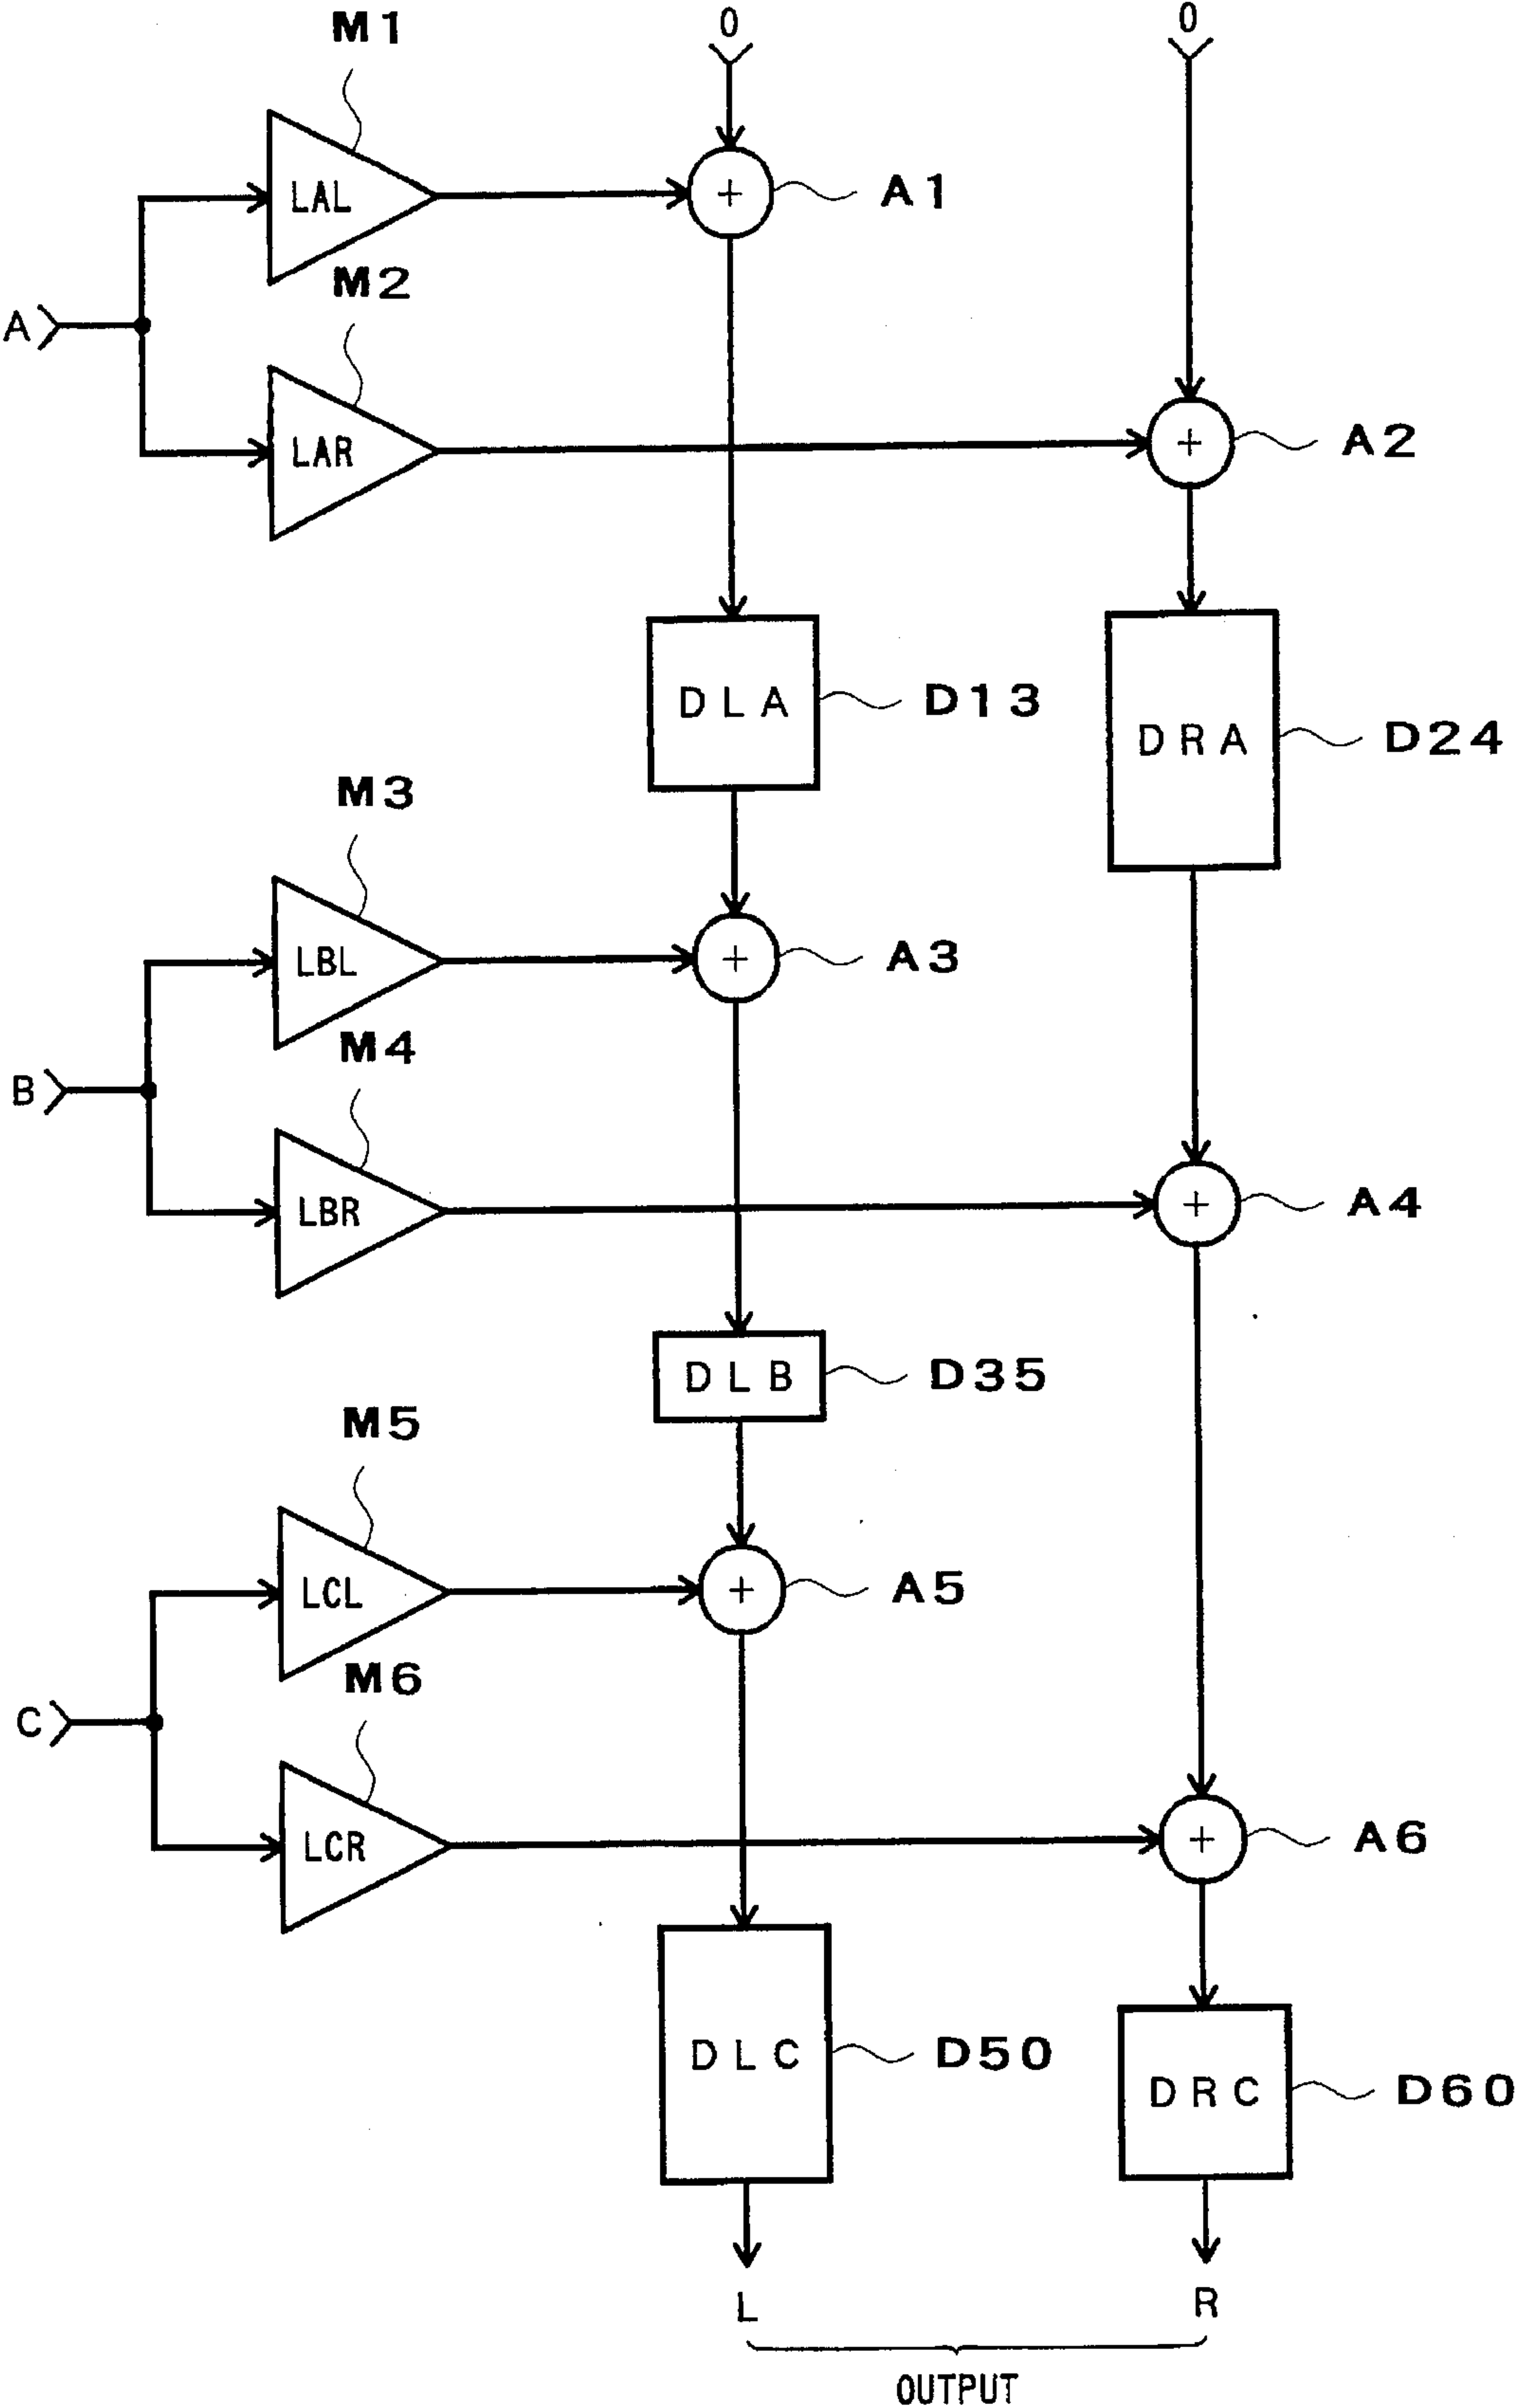 M1
0
0
LAL
A1
M2
A
LAR
A2
DLA
D13
DRA
D24
M3
LBL
A3
M4
B
LBR
A4
DLB
D35
M5
LCL
A5
M6
C
LCR
A6
DLC
D50
DRC
D60
L
R
OUTPUT